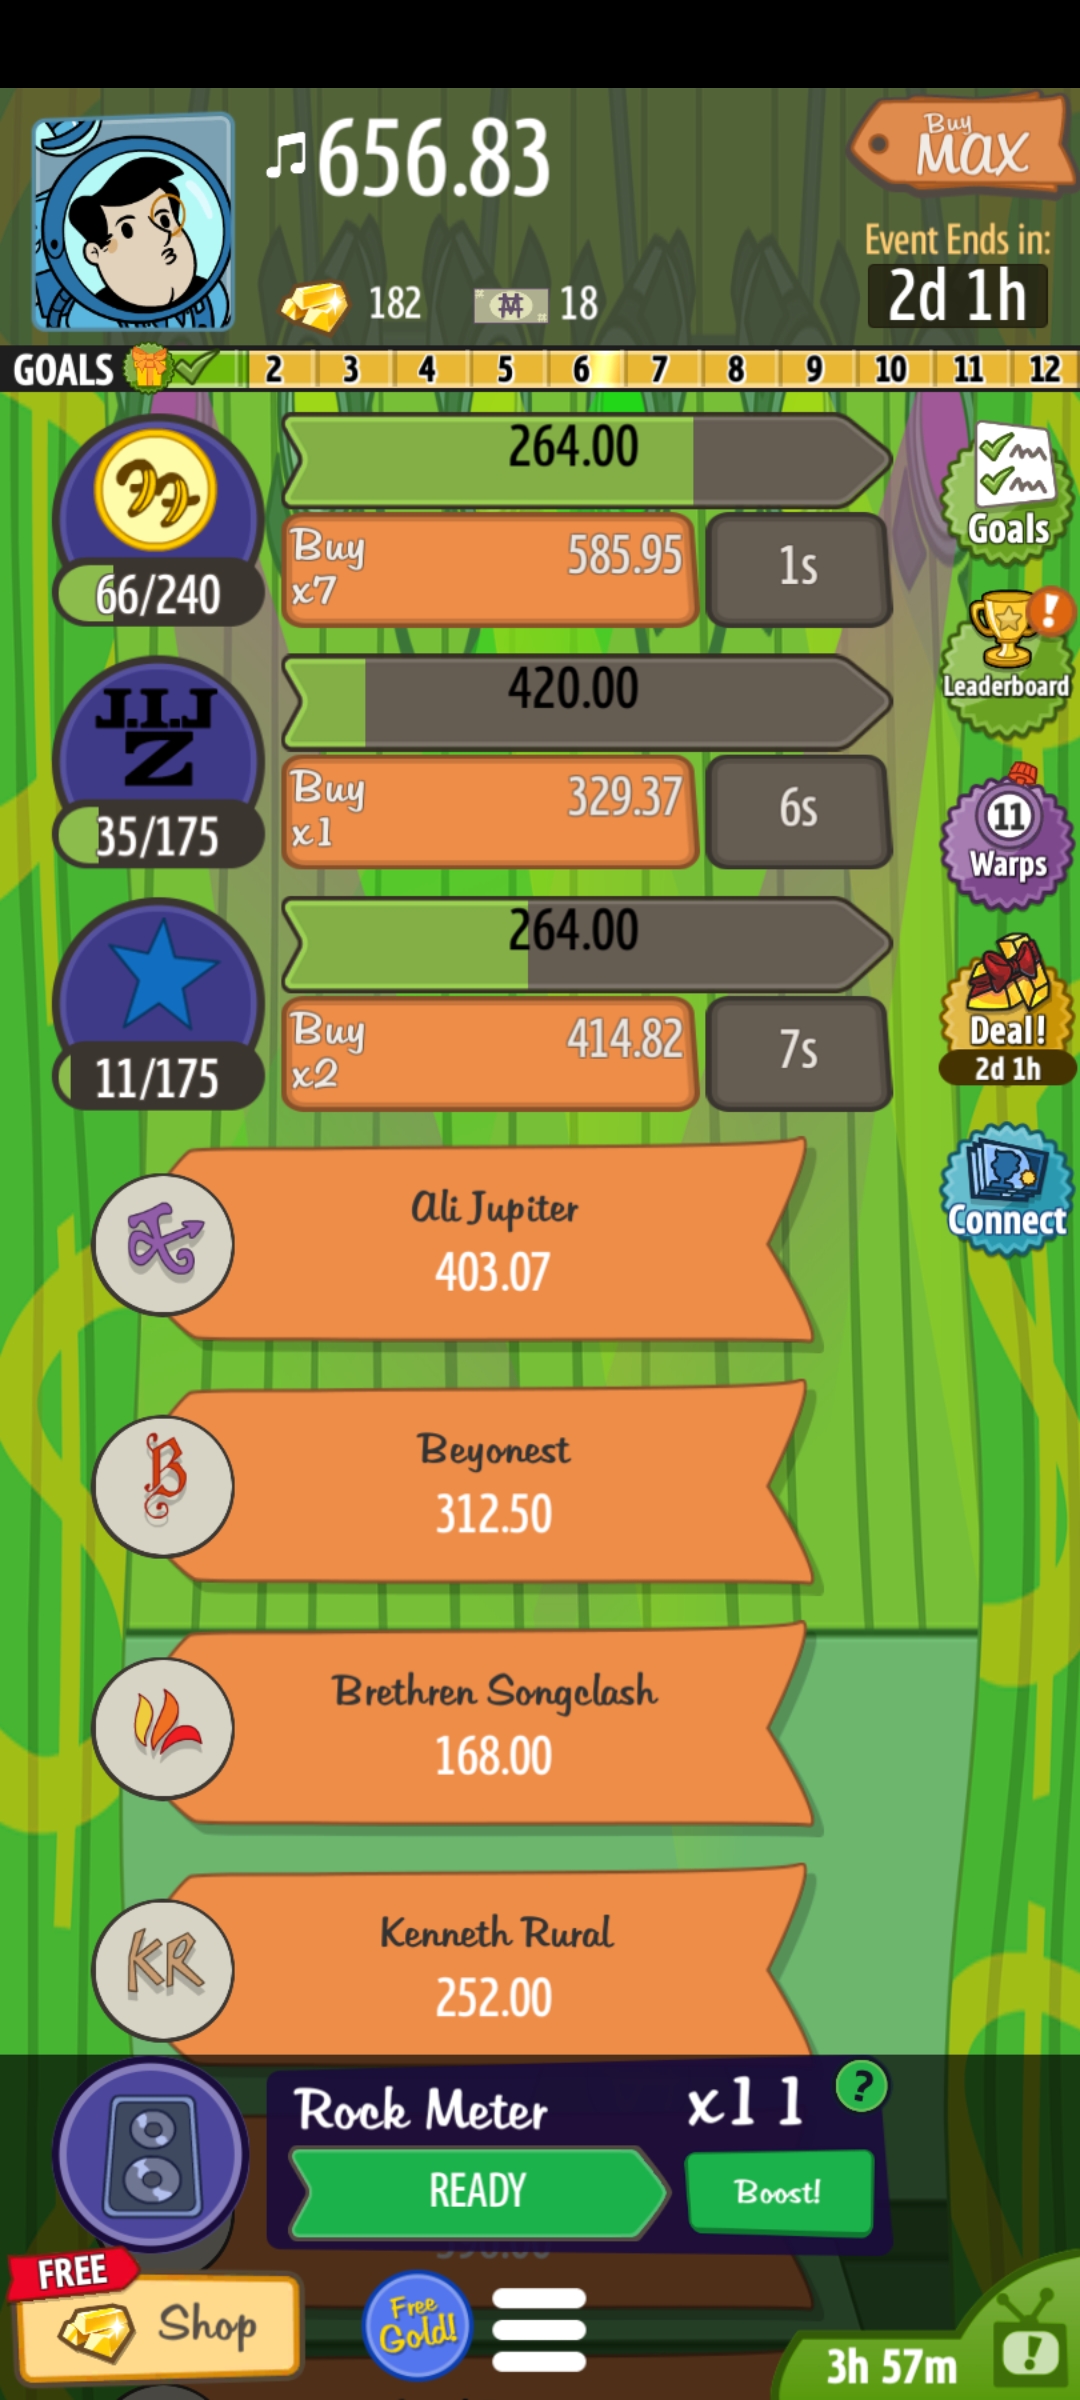 656.83
Buy
MAX
Event Ends in:
2d 1h
182
18
GOALS 2 3 4 5 6 7 8 9 10 11 12
264.00
66/240
Buy
x7
585.95
1s
Goals
J.I.J
Z
420.00
35/175
Buy
x1
329.37
6s
Leaderboard
11
Warps
264.00
11/175
Buy
x2
414.82
7s
Deal!
2d 1h
Connect
Ali Jupiter
403.07
B
Beyonest
312.50
Brethren Songclash
168.00
KR
Kenneth Rural
252.00
Rock Meter
x11
?
READY
Boost!
FREE
Shop
Free
Gold!
3h 57m